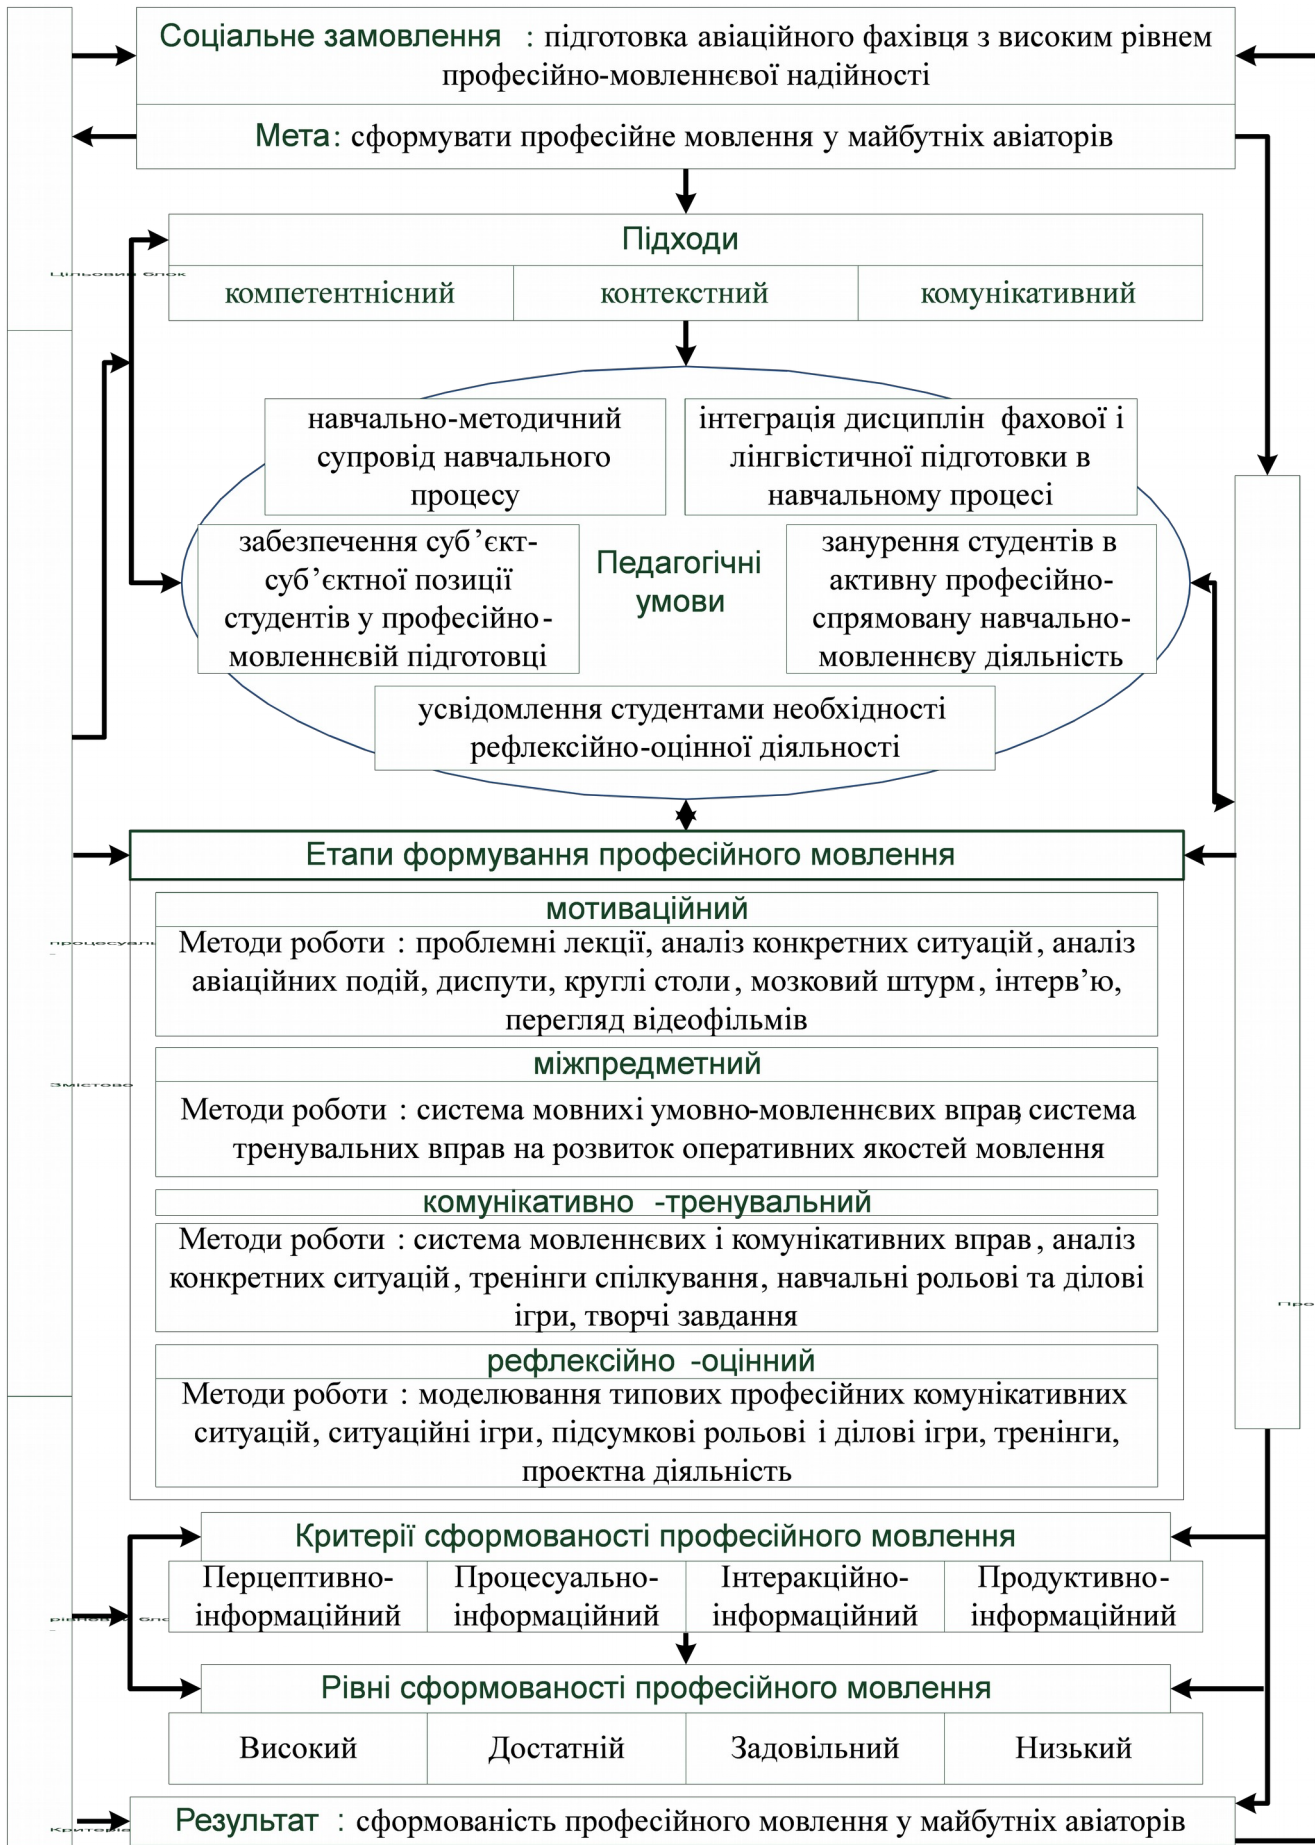 Соціальне замовлення : підготовка авіаційного фахівця з високим рівнем
професійно-мовленнєвої надійності
Мета: сформувати професійне мовлення у майбутніх авіаторів
Підходи
Цільовий блок
компетентнісний контекстний комунікативний
навчально-методичний
супровід навчального
процесу
інтеграція дисциплін фахової і
лінгвістичної підготовки в
навчальному процесі
забезпечення суб’єкт-
суб’єктної позиції
студентів у професійно-
мовленнєвій підготовці
Педагогічні
умови
занурення студентів в
активну професійно-
спрямовану навчально-
мовленнєву діяльність
усвідомлення студентами необхідності
рефлексійно-оцінної діяльності
Етапи формування професійного мовлення
мотиваційний
процесуаль
Методи роботи : проблемні лекції, аналіз конкретних ситуацій, аналіз
авіаційних подій, диспути, круглі столи, мозковий штурм, інтерв’ю,
перегляд відеофільмів
міжпредметний
Змістово
Методи роботи : система мовних і умовно-мовленнєвих вправ, система
тренувальних вправ на розвиток оперативних якостей мовлення
комунікативно -тренувальний
Методи роботи : система мовленнєвих і комунікативних вправ, аналіз
конкретних ситуацій, тренінги спілкування, навчальні рольові та ділові
ігри, творчі завдання
Про
рефлексійно -оцінний
Методи роботи : моделювання типових професійних комунікативних
ситуацій, ситуаційні ігри, підсумкові рольові і ділові ігри, тренінги,
проектна діяльність
Критерії сформованості професійного мовлення
Перцептивно-
інформаційний
Процесуально-
інформаційний
Інтеракційно-
інформаційний
Продуктивно-
інформаційний
Рівні сформованості професійного мовлення
Високий Достатній Задовільний Низький
Результат : сформованість професійного мовлення у майбутніх авіаторів